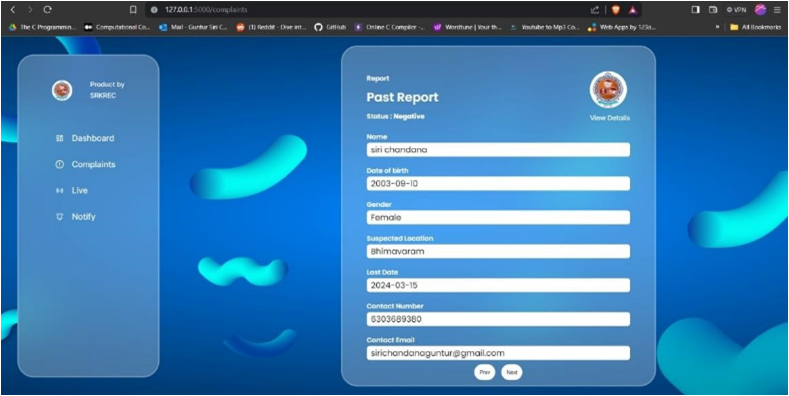 127.0.0.1:5000/complaints
VPN
The C Programmin...
Computational Co...
Mail - Guntur Siri C...
(1) Reddit - Dive int...
GitHub
Online C Compiler -...
Wordtune | Your th...
Youtube to Mp3 Co...
Web Apps by 123a...
»
All Bookmarks
Product by
SRKREC
Dashboard
Complaints
Live
Notify
Report
Past Report
Status : Negative
View Details
Name
siri chandana
Date of birth
2003-09-10
Gender
Female
Suspected Location
Bhimavaram
Last Date
2024-03-15
Contact Number
6303689380
Contact Email
sirichandanaguntur@gmail.com
Prev Next